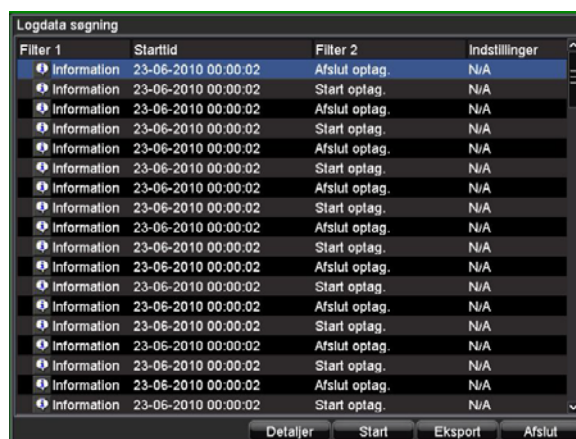 Logdata søgning
Filter 1 Starttid Filter 2 Indstillinger
Information 23-06-2010 00:00:02 Afslut optag. N/A
Information 23-06-2010 00:00:02 Start optag. N/A
Information 23-06-2010 00:00:02 Afslut optag. N/A
Information 23-06-2010 00:00:02 Start optag. N/A
Information 23-06-2010 00:00:02 Afslut optag. N/A
Information 23-06-2010 00:00:02 Start optag. N/A
Information 23-06-2010 00:00:02 Afslut optag. N/A
Information 23-06-2010 00:00:02 Start optag. N/A
Information 23-06-2010 00:00:02 Afslut optag. N/A
Information 23-06-2010 00:00:02 Start optag. N/A
Information 23-06-2010 00:00:02 Afslut optag. N/A
Information 23-06-2010 00:00:02 Start optag. N/A
Information 23-06-2010 00:00:02 Afslut optag. N/A
Information 23-06-2010 00:00:02 Start optag. N/A
Information 23-06-2010 00:00:02 Afslut optag. N/A
Information 23-06-2010 00:00:02 Start optag. N/A
Information 23-06-2010 00:00:02 Afslut optag. N/A
Information 23-06-2010 00:00:02 Start optag. N/A
Detaljer Start Eksport Afslut